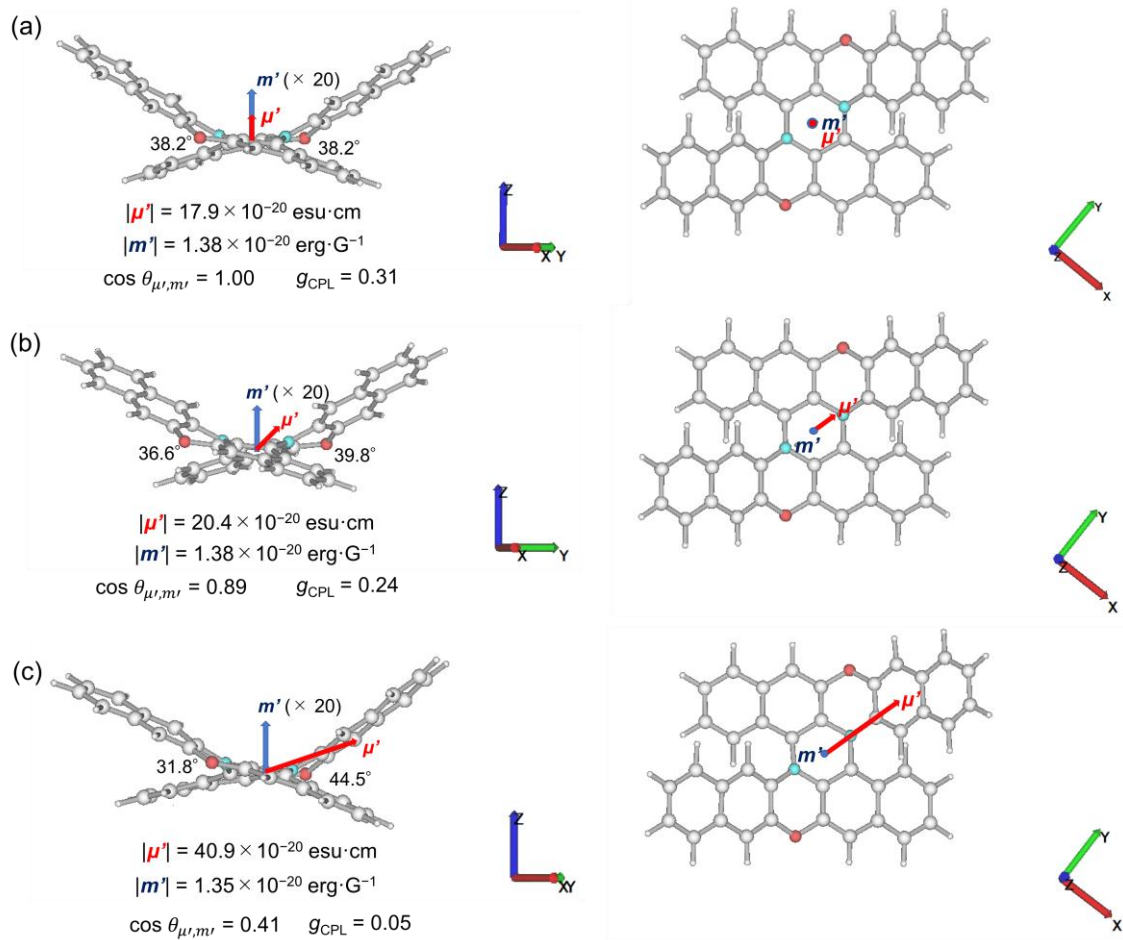 (a)
m' (× 20)
μ'
38.2°
38.2°
|μ'| = 17.9 × 10⁻²⁰ esu·cm
|m'| = 1.38 × 10⁻²⁰ erg·G⁻¹
cos θμ',m' = 1.00 gCPL = 0.31
Z
X Y
m'
μ'
Y
Z
X
(b)
m' (× 20)
μ'
36.6°
39.8°
|μ'| = 20.4 × 10⁻²⁰ esu·cm
|m'| = 1.38 × 10⁻²⁰ erg·G⁻¹
cos θμ',m' = 0.89 gCPL = 0.24
Z
X Y
μ'
m'
Y
Z
X
(c)
m' (× 20)
μ'
31.8°
44.5°
|μ'| = 40.9 × 10⁻²⁰ esu·cm
|m'| = 1.35 × 10⁻²⁰ erg·G⁻¹
cos θμ',m' = 0.41 gCPL = 0.05
Z
XY
μ'
m'
Y
Z
X